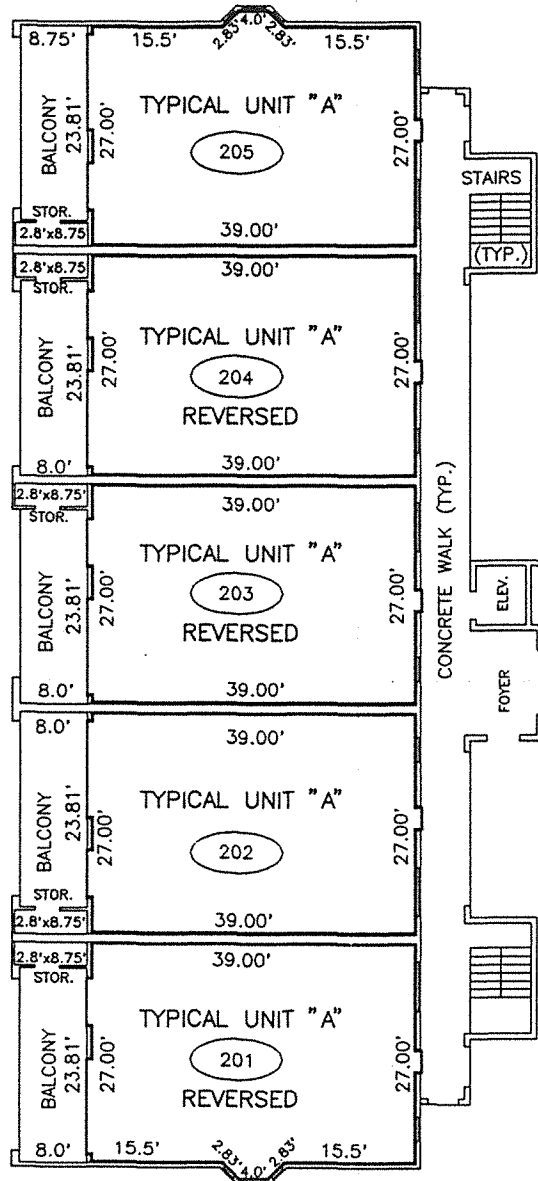 4.0'
8.75' 15.5' 2.83' 2.83' 15.5'
TYPICAL UNIT "A"
BALCONY 23.81' 27.00' 205 27.00'
STAIRS
STOR.
2.8'x8.75 39.00' (TYP.)
2.8'x8.75 39.00'
STOR.
TYPICAL UNIT "A"
BALCONY 23.81' 27.00' 204 27.00'
REVERSED
8.0' 39.00'
2.8'x8.75' 39.00'
STOR.
CONCRETE WALK (TYP.)
TYPICAL UNIT "A"
BALCONY 23.81' 27.00' 203 27.00' ELEV.
REVERSED
8.0' 39.00' FOYER
8.0' 39.00'
TYPICAL UNIT "A"
BALCONY 23.81' 27.00' 202 27.00'
STOR.
2.8'x8.75' 39.00'
2.8'x8.75' 39.00'
STOR.
TYPICAL UNIT "A"
BALCONY 23.81' 27.00' 201 27.00'
REVERSED
8.0' 15.5' 2.83' 2.83' 15.5'
4.0'